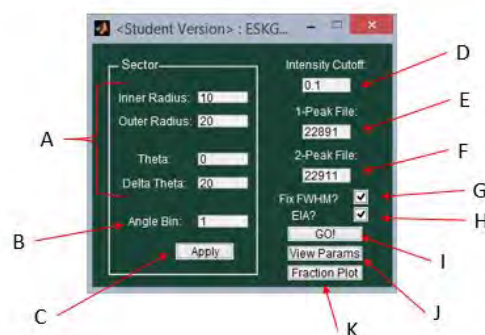 <Student Version> : ESKG...
Sector
Inner Radius: 10
Outer Radius: 20
Theta: 0
Delta Theta: 20
Angle Bin: 1
Apply
Intensity Cutoff:
0.1
1-Peak File:
22891
2-Peak File:
22911
Fix FWHM?
EIA?
GO!
View Params
Fraction Plot
A
B
C
D
E
F
G
H
I
J
K